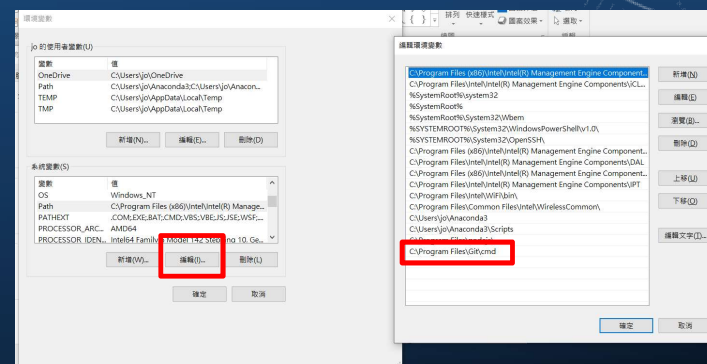 環境變數
jo 的使用者變數(U)
變數 值
OneDrive C:\Users\jo\OneDrive
Path C:\Users\jo\Anaconda3;C:\Users\jo\Anacon...
TEMP C:\Users\jo\AppData\Local\Temp
TMP C:\Users\jo\AppData\Local\Temp
新增(N)... 編輯(E)... 刪除(D)
系統變數(S)
變數 值
OS Windows_NT
Path C:\Program Files (x86)\Intel\Intel(R) Manage...
PATHEXT .COM;.EXE;.BAT;.CMD;.VBS;.VBE;.JS;.JSE;.WSF;...
PROCESSOR_ARC... AMD64
PROCESSOR_IDEN... Intel64 Family 6 Model 142 Stepping 10, Ge...
新增(W)... 編輯(I)... 刪除(L)
確定 取消
{ }
排列 快速樣式 圖案效果 選取
編輯環境變數
C:\Program Files (x86)\Intel\Intel(R) Management Engine Component...
C:\Program Files\Intel\Intel(R) Management Engine Components\iCL...
%SystemRoot%\system32
%SystemRoot%
%SystemRoot%\System32\Wbem
%SYSTEMROOT%\System32\WindowsPowerShell\v1.0\
%SYSTEMROOT%\System32\OpenSSH\
C:\Program Files (x86)\Intel\Intel(R) Management Engine Component...
C:\Program Files\Intel\Intel(R) Management Engine Components\DAL
C:\Program Files (x86)\Intel\Intel(R) Management Engine Component...
C:\Program Files\Intel\Intel(R) Management Engine Components\IPT
C:\Program Files\Intel\WiFi\bin\
C:\Program Files\Common Files\Intel\WirelessCommon\
C:\Users\jo\Anaconda3
C:\Users\jo\Anaconda3\Scripts
C:\Program Files\Git\cmd
新增(N)
編輯(E)
瀏覽(B)...
刪除(D)
上移(U)
下移(O)
編輯文字(T)...
確定 取消